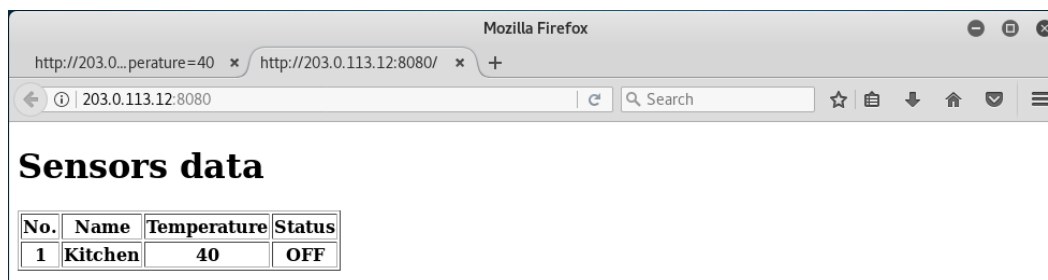 Mozilla Firefox
http://203.0...perature=40 × http://203.0.113.12:8080/ × +
203.0.113.12:8080 Search
Sensors data
No. Name Temperature Status
1 Kitchen 40 OFF